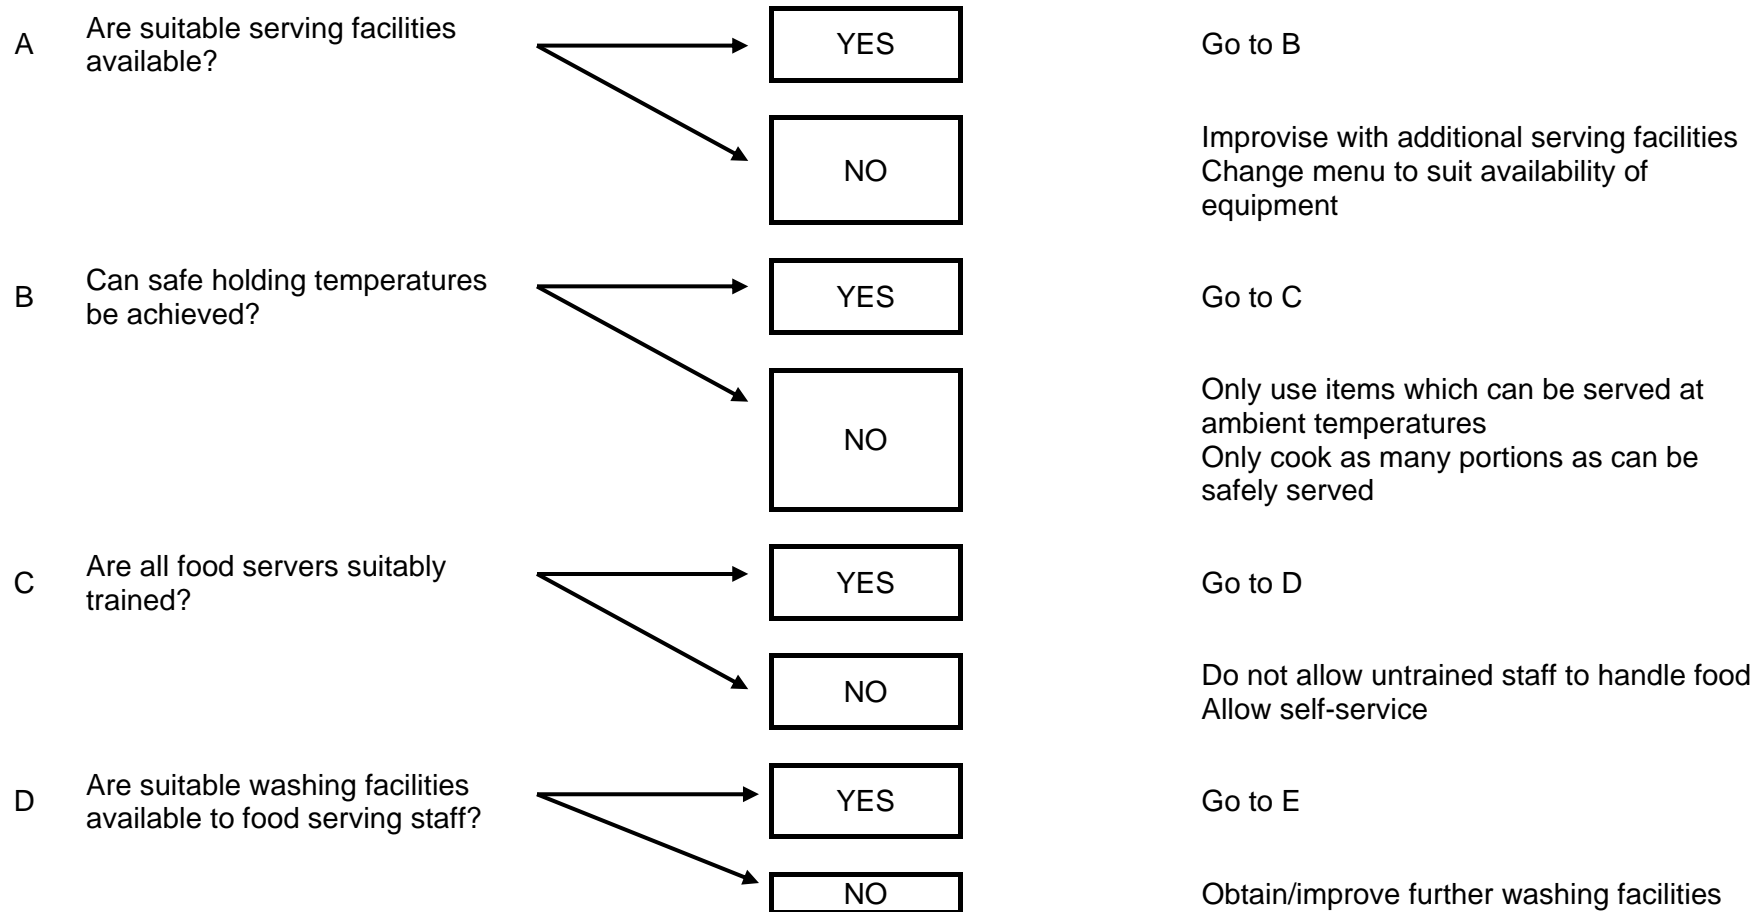 A
Are suitable serving facilities
available?
YES
Go to B
NO
Improvise with additional serving facilities
Change menu to suit availability of
equipment
B
Can safe holding temperatures
be achieved?
YES
Go to C
NO
Only use items which can be served at
ambient temperatures
Only cook as many portions as can be
safely served
C
Are all food servers suitably
trained?
YES
Go to D
NO
Do not allow untrained staff to handle food
Allow self-service
D
Are suitable washing facilities
available to food serving staff?
YES
Go to E
NO
Obtain/improve further washing facilities